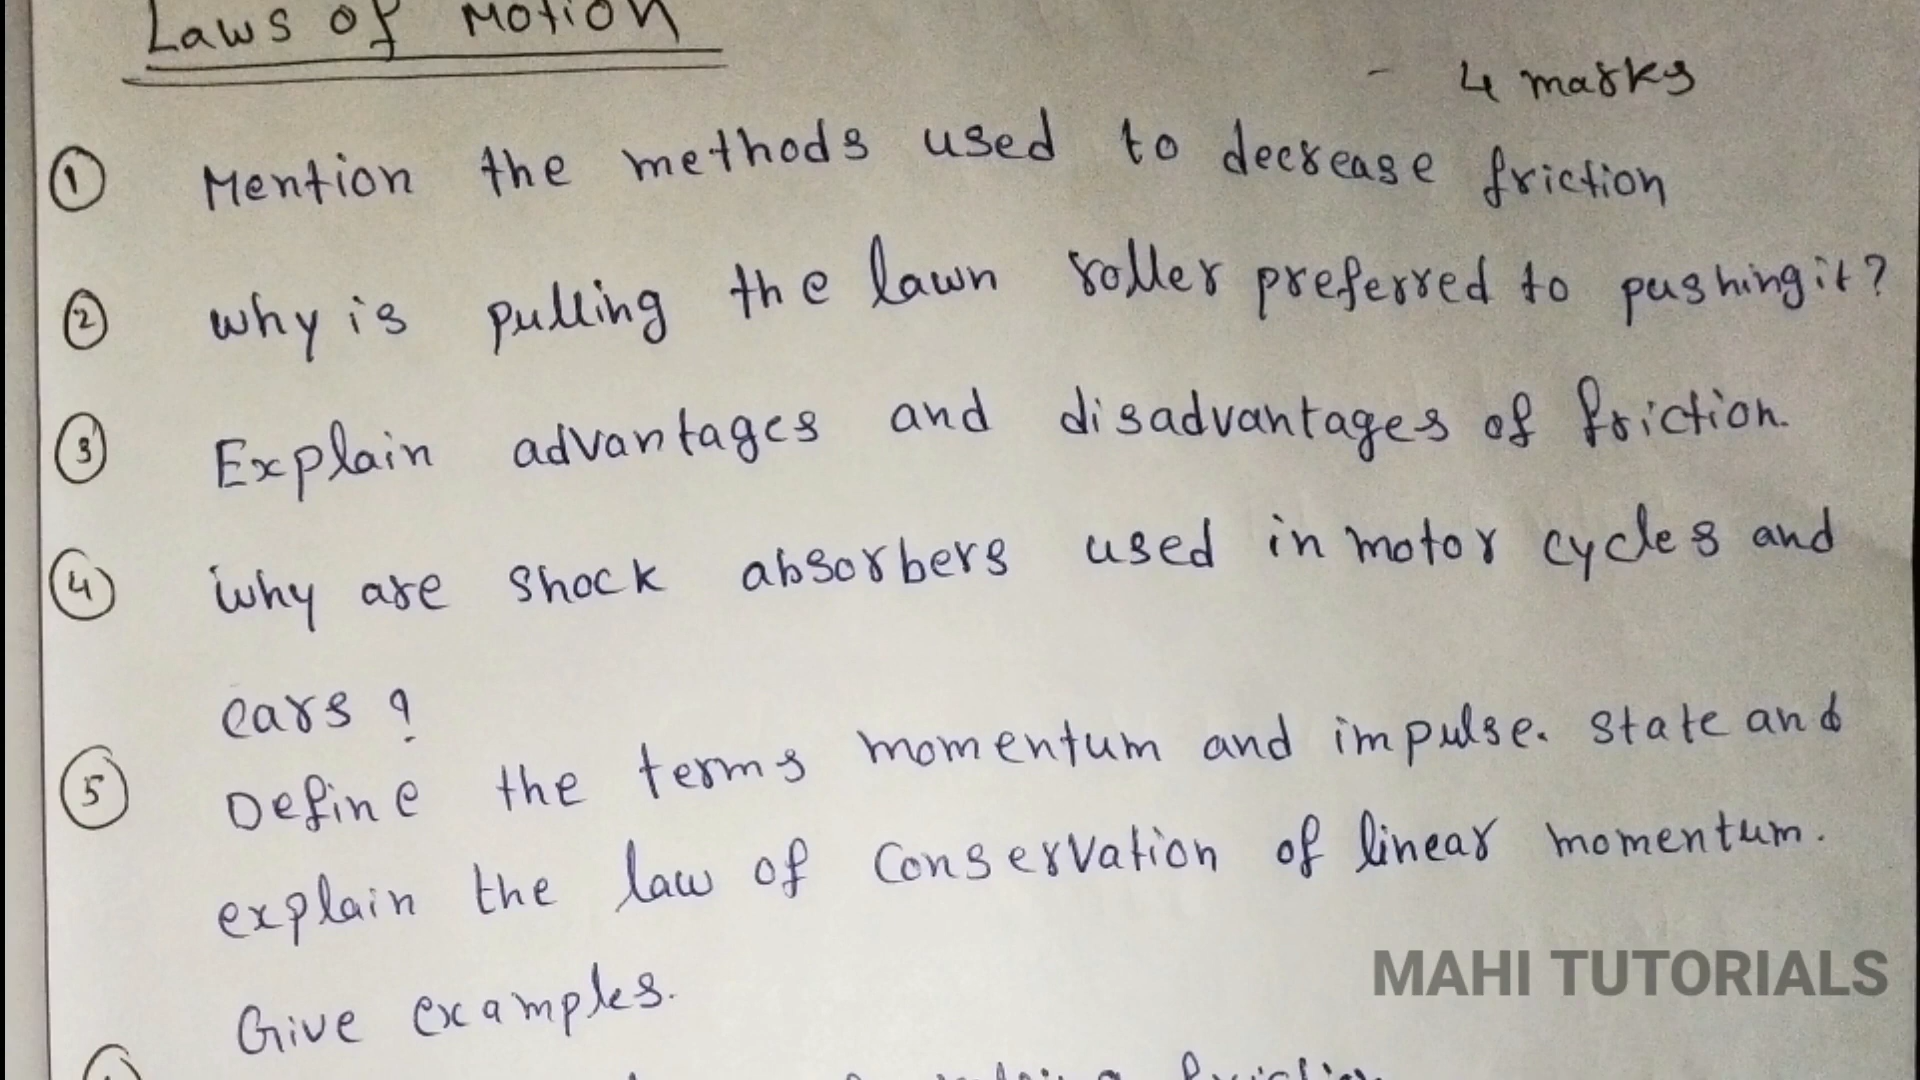 Laws of Motion
- 4 marks
① Mention the methods used to decrease friction
② why is pulling the lawn roller preferred to pushing it?
③ Explain advantages and disadvantages of friction.
④ Why are shock absorbers used in motor cycles and
cars?
⑤ Define the terms momentum and impulse. State and
explain the law of conservation of linear momentum.
Give examples.
friction
MAHI TUTORIALS